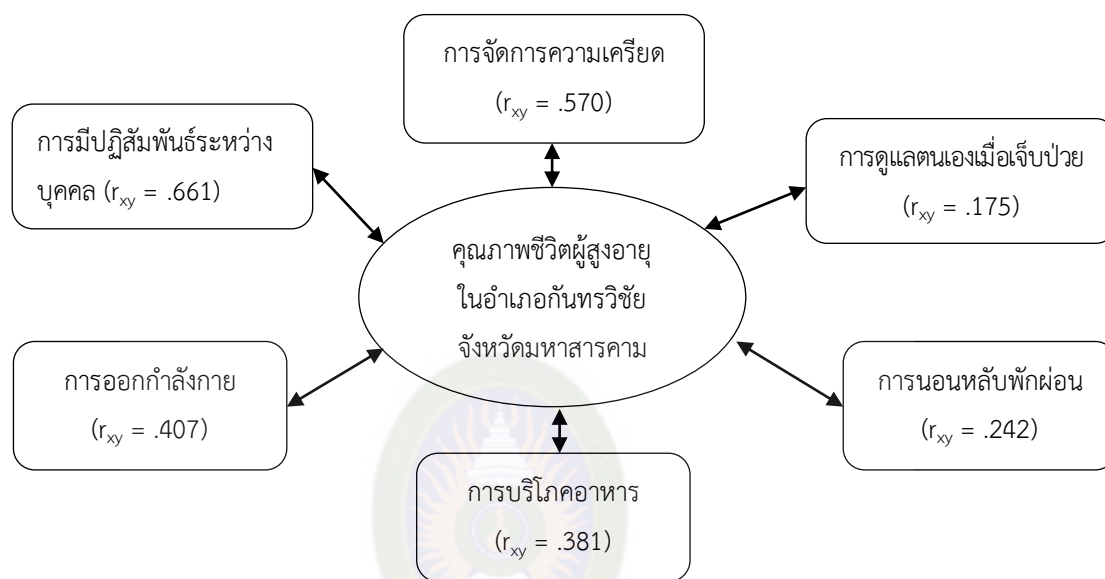 การจัดการความเครียด
(rxy = .570)
การมีปฏิสัมพันธ์ระหว่าง
บุคคล (rxy = .661)
การดูแลตนเองเมื่อเจ็บป่วย
(rxy = .175)
คุณภาพชีวิตผู้สูงอายุ
ในอำเภอกันทรวิชัย
จังหวัดมหาสารคาม
การออกกำลังกาย
(rxy = .407)
การนอนหลับพักผ่อน
(rxy = .242)
การบริโภคอาหาร
(rxy = .381)